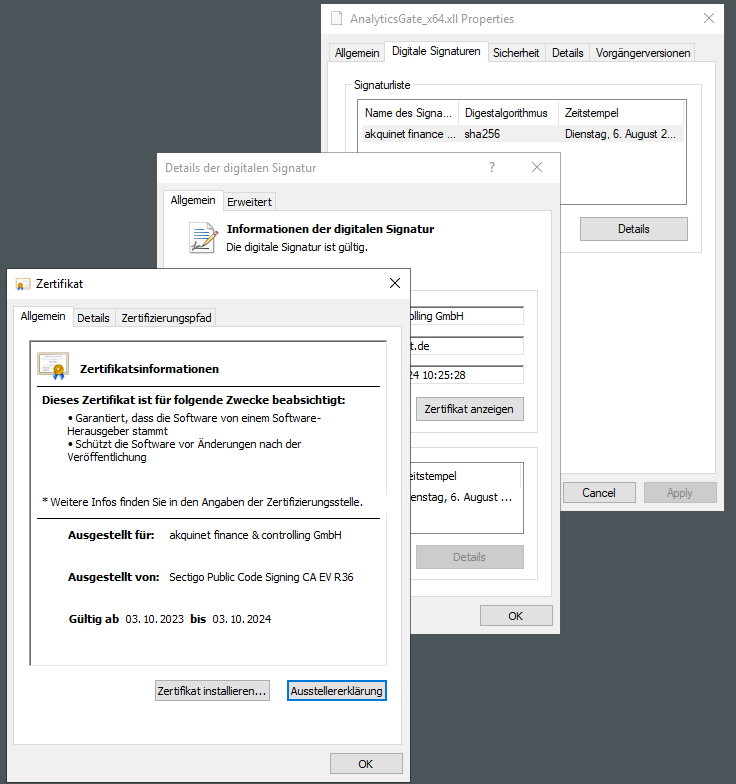 AnalyticsGate_x64.xll Properties
Allgemein Digitale Signaturen Sicherheit Details Vorgängerversionen
Signaturliste
Name des Signa... Digestalgorithmus Zeitstempel
akquinet finance ... sha256 Dienstag, 6. August 2...
Details
Cancel Apply
Details der digitalen Signatur ?
Allgemein Erweitert
Informationen der digitalen Signatur
Die digitale Signatur ist gültig.
olling GmbH
t.de
24 10:25:28
Zertifikat anzeigen
eitstempel
enstag, 6. August ...
Details
OK
Zertifikat
Allgemein Details Zertifizierungspfad
Zertifikatsinformationen
Dieses Zertifikat ist für folgende Zwecke beabsichtigt:
• Garantiert, dass die Software von einem Software-
Herausgeber stammt
• Schützt die Software vor Änderungen nach der
Veröffentlichung
* Weitere Infos finden Sie in den Angaben der Zertifizierungsstelle.
Ausgestellt für: akquinet finance & controlling GmbH
Ausgestellt von: Sectigo Public Code Signing CA EV R36
Gültig ab 03.10.2023 bis 03.10.2024
Zertifikat installieren... Ausstellererklärung
OK